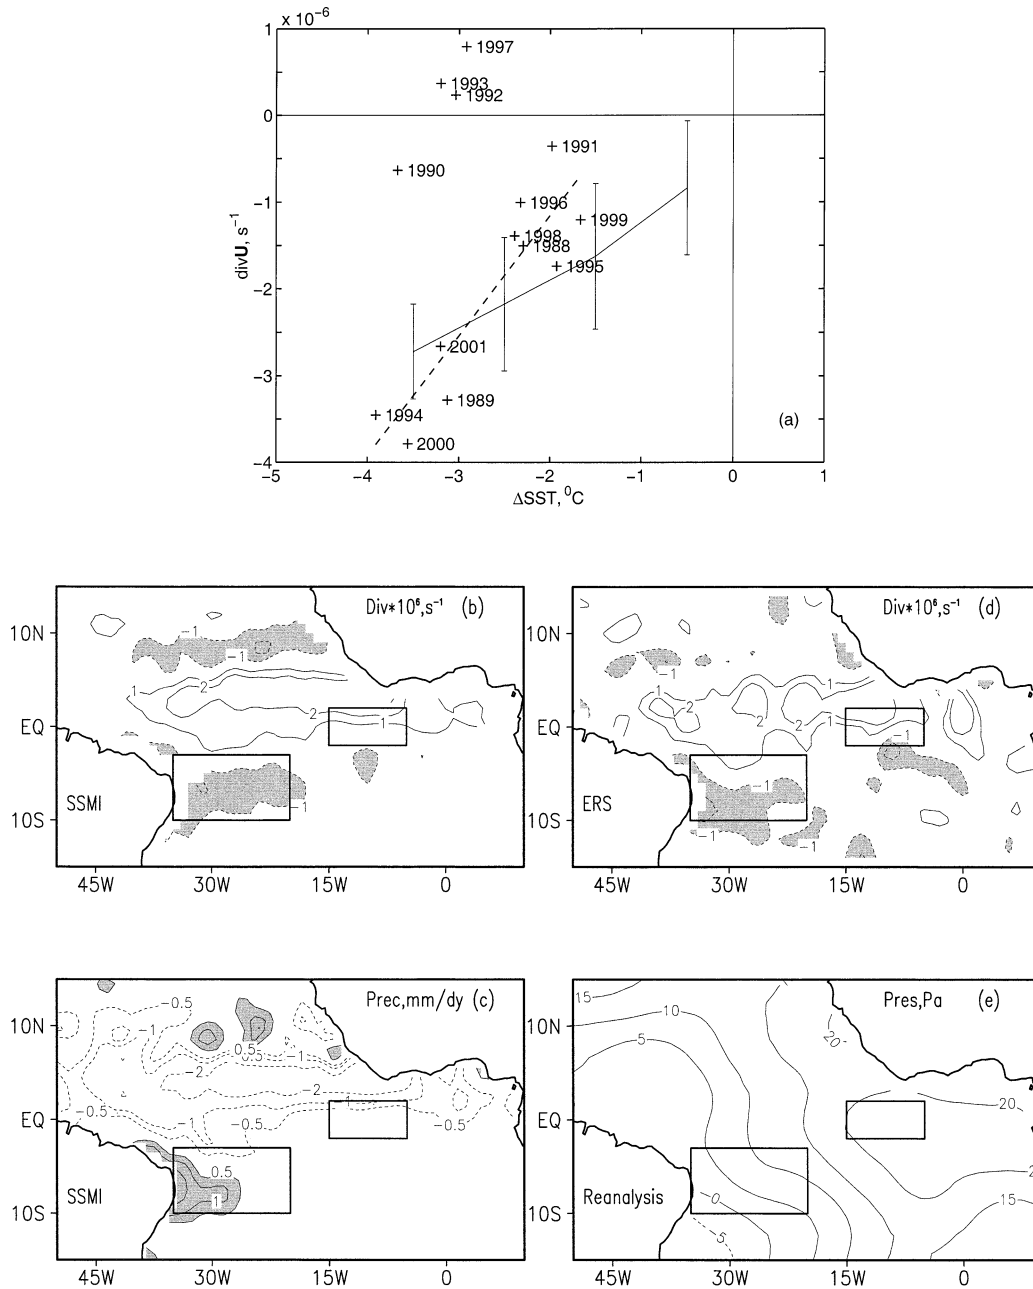 x 10⁻⁶
1
0
−1
−2
−3
−4
divU, s⁻¹
+ 1997
+ 1993
+ 1992
+ 1991
+ 1990
+ 1996
+ 1999
+ 1998
+ 1988
+ 1995
+ 2001
+ 1989
+ 1994
+ 2000
(a)
−5 −4 −3 −2 −1 0 1
ΔSST, ⁰C
Div*10⁶,s⁻¹ (b)
10N
EQ
10S
−1
−1
1
2
2
1
−1
SSMI
45W 30W 15W 0
Div*10⁶,s⁻¹ (d)
10N
EQ
10S
−1
1
1
2
2
2
1
−1
−1
−1
−1
ERS
45W 30W 15W 0
Prec,mm/dy (c)
10N
EQ
10S
−0.5
−1
0.5
−1
−2
−2
−1
−0.5
−1
−0.5
−0.5
0.5
1
SSMI
45W 30W 15W 0
Pres,Pa (e)
10N
EQ
10S
15
10
5
20
20
2
15
0
−5
Reanalysis
45W 30W 15W 0